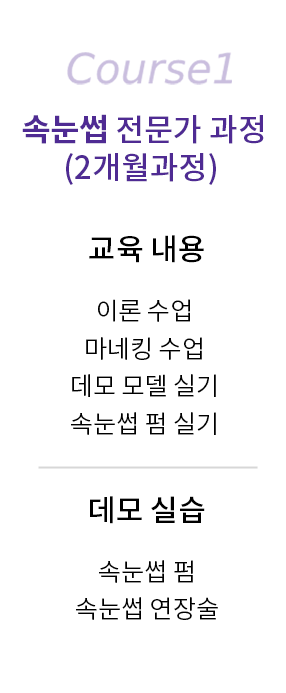 Course1
속눈썹 전문가 과정
(2개월과정)
교육 내용
이론 수업
마네킹 수업
데모 모델 실기
속눈썹 펌 실기
데모 실습
속눈썹 펌
속눈썹 연장술